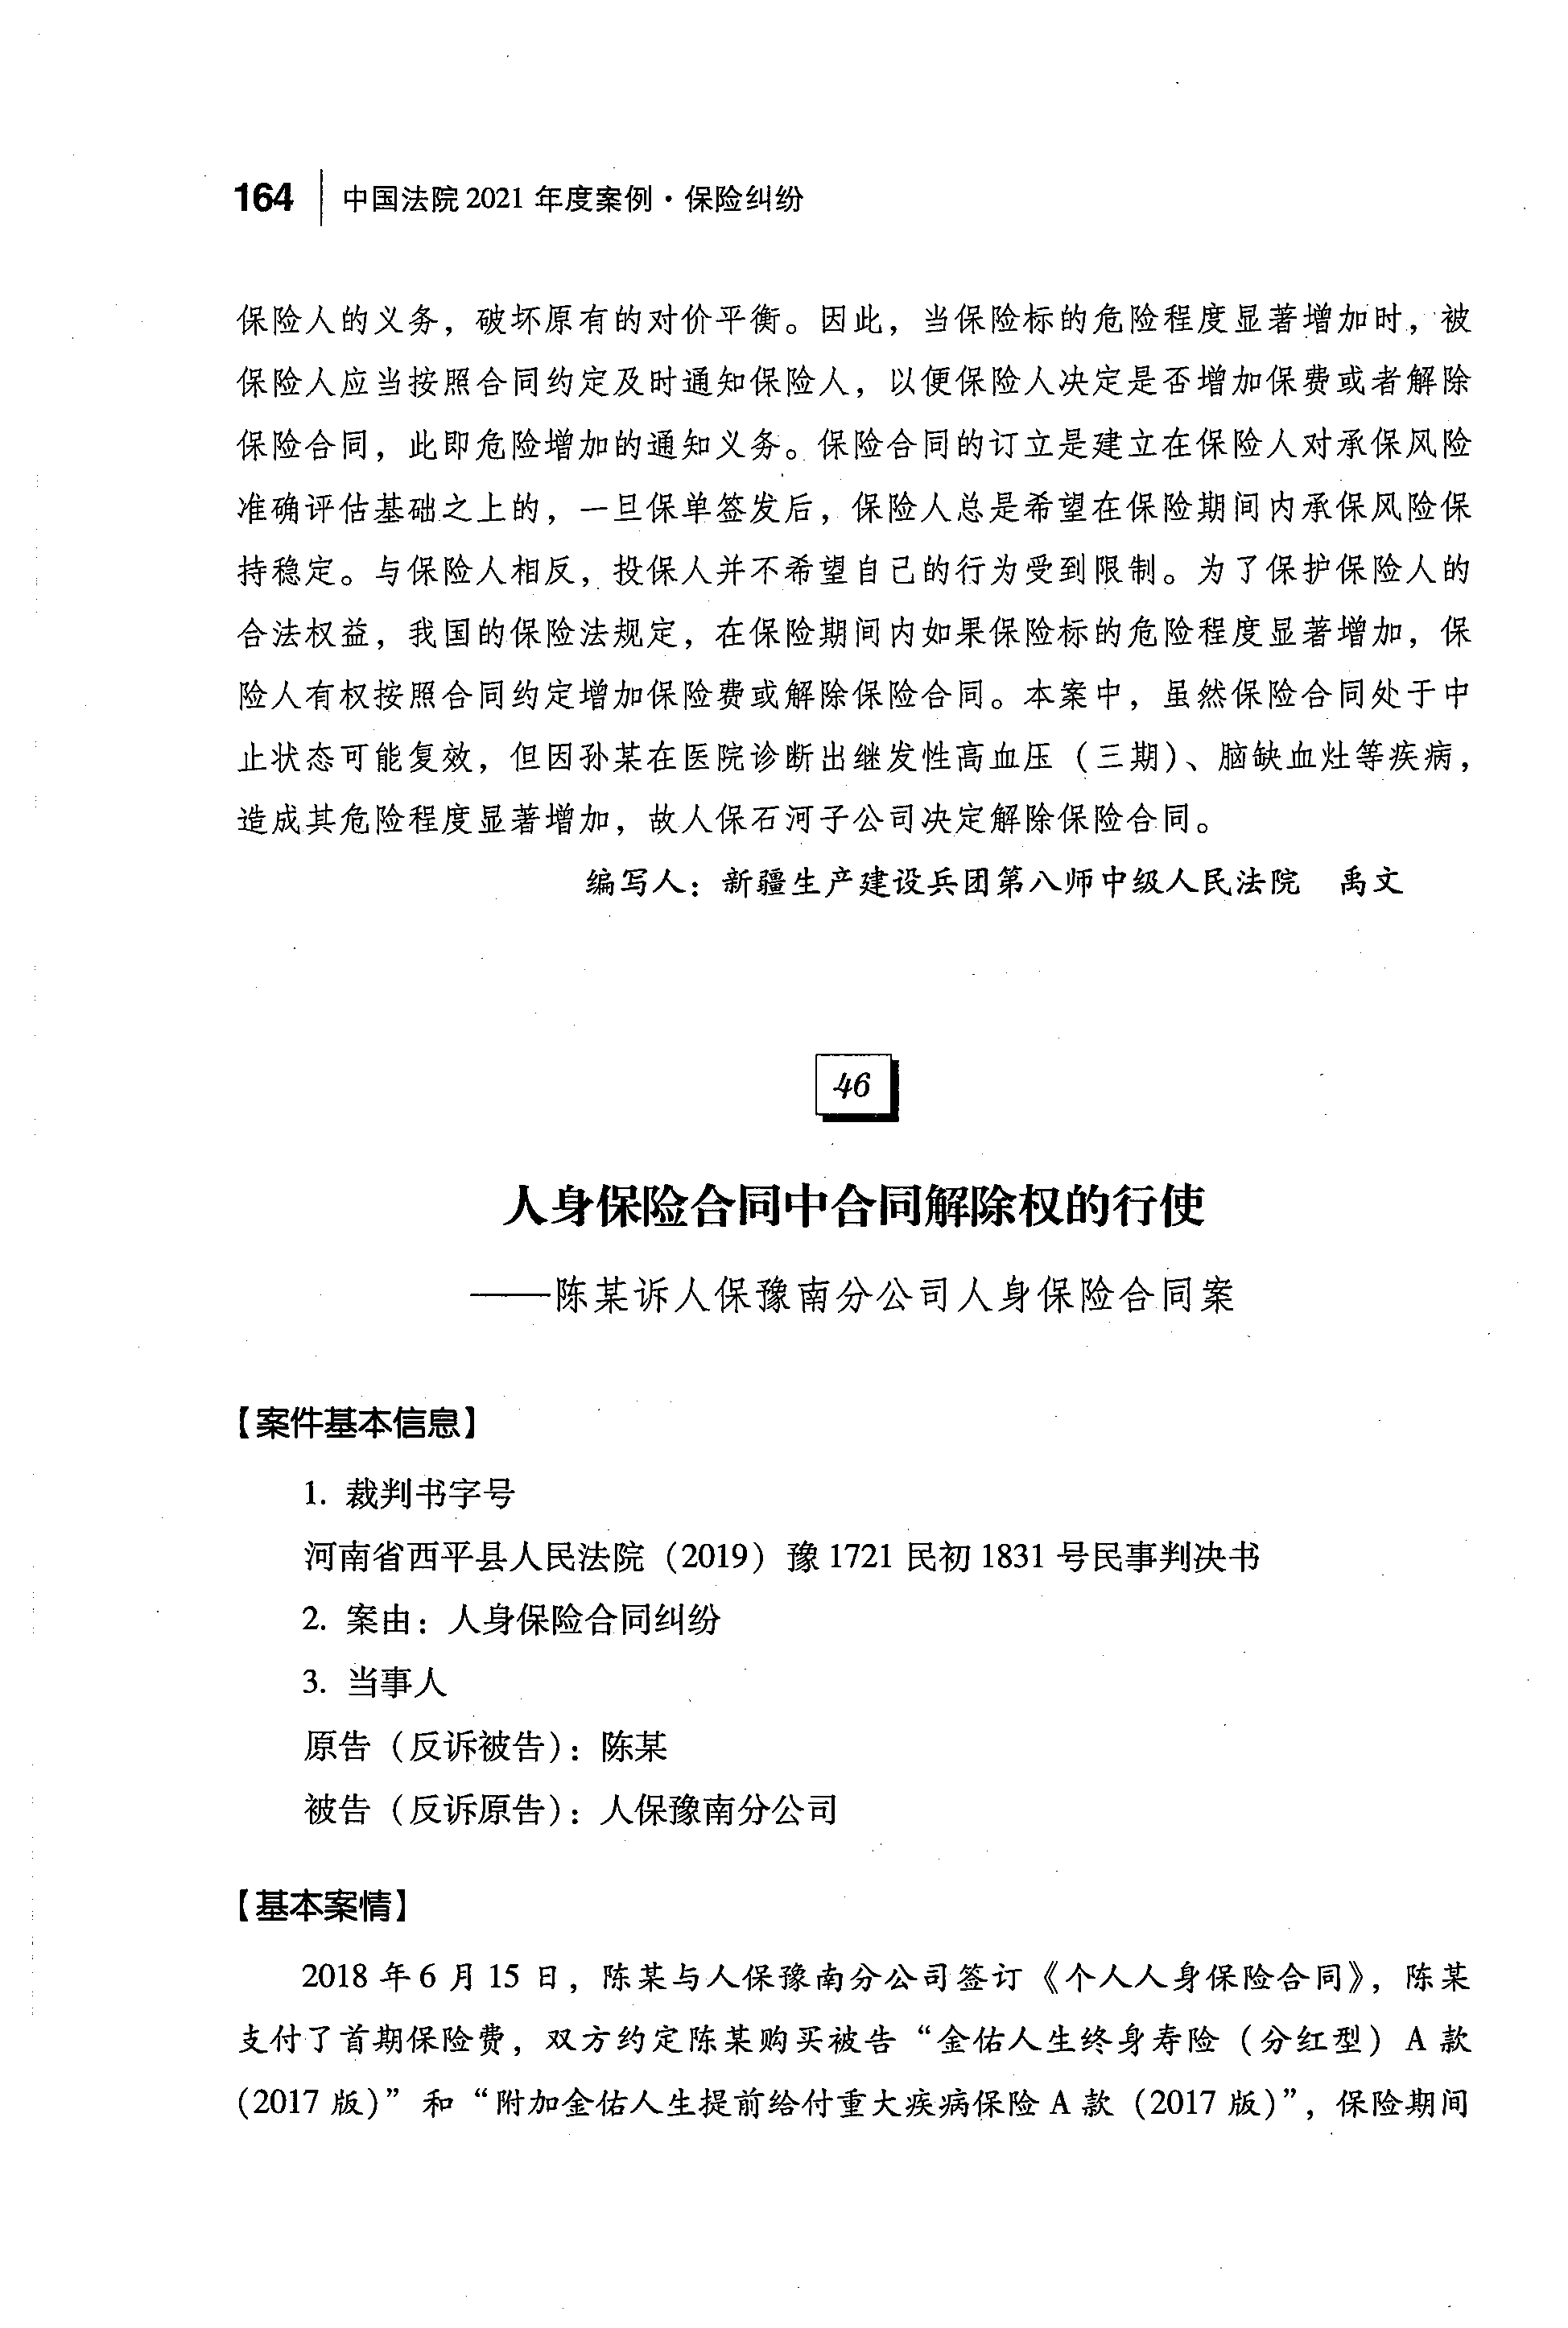 164 中国法院2021年度案例·保险纠纷
保险人的义务，破坏原有的对价平衡。因此，当保险标的危险程度显著增加时，被
保险人应当按照合同约定及时通知保险人，以便保险人决定是否增加保费或者解除
保险合同，此即危险增加的通知义务。保险合同的订立是建立在保险人对承保风险
准确评估基础之上的，一旦保单签发后，保险人总是希望在保险期间内承保风险保
持稳定。与保险人相反，投保人并不希望自己的行为受到限制。为了保护保险人的
合法权益，我国的保险法规定，在保险期间内如果保险标的危险程度显著增加，保
险人有权按照合同约定增加保险费或解除保险合同。本案中，虽然保险合同处于中
止状态可能复效，但因孙某在医院诊断出继发性高血压（三期）、脑缺血灶等疾病，
造成其危险程度显著增加，故人保石河子公司决定解除保险合同。
编写人：新疆生产建设兵团第八师中级人民法院　禹文
46
人身保险合同中合同解除权的行使
——陈某诉人保豫南分公司人身保险合同案
【案件基本信息】
1. 裁判书字号
河南省西平县人民法院（2019）豫1721民初1831号民事判决书
2. 案由：人身保险合同纠纷
3. 当事人
原告（反诉被告）：陈某
被告（反诉原告）：人保豫南分公司
【基本案情】
2018年6月15日，陈某与人保豫南分公司签订《个人人身保险合同》，陈某
支付了首期保险费，双方约定陈某购买被告“金佑人生终身寿险（分红型）A款
（2017版）”和“附加金佑人生提前给付重大疾病保险A款（2017版）”，保险期间